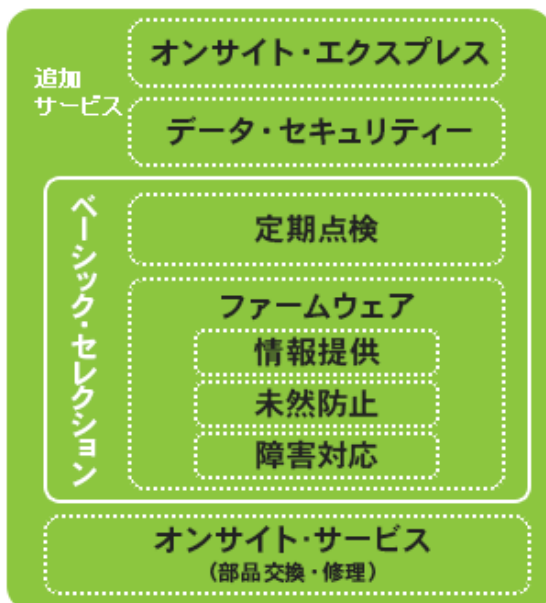 オンサイト・エクスプレス
追加
サービス
データ・セキュリティー
ベーシック・セレクション
定期点検
ファームウェア
情報提供
未然防止
障害対応
オンサイト・サービス
(部品交換・修理)